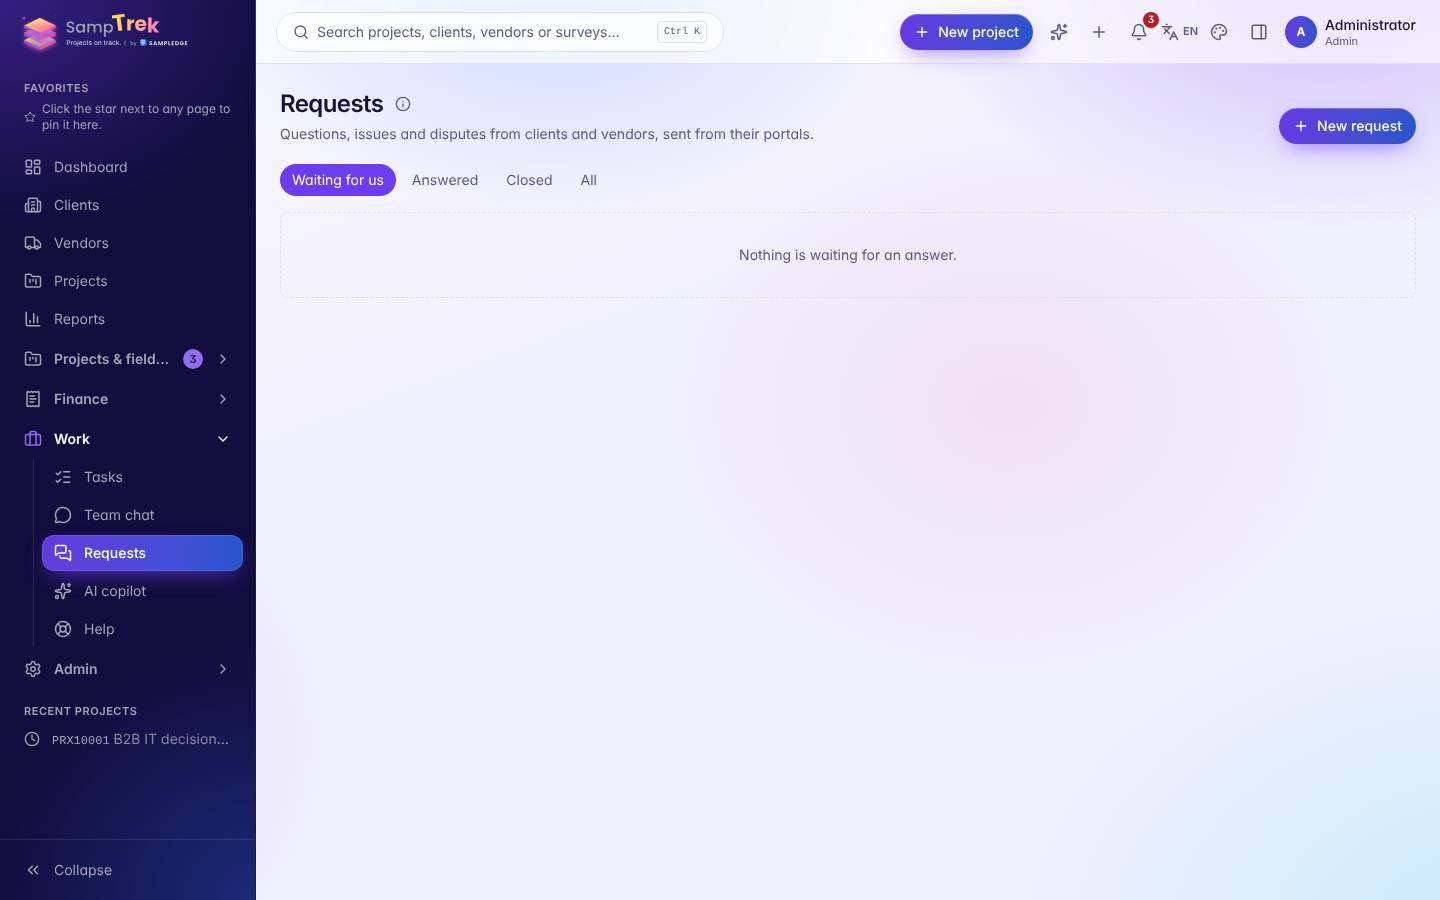 SampTrek
Projects on track. | by SAMPLEDGE
FAVORITES
Click the star next to any page to
pin it here.
Dashboard
Clients
Vendors
Projects
Reports
Projects & field... 3
Finance
Work
Tasks
Team chat
Requests
AI copilot
Help
Admin
RECENT PROJECTS
PRX10001 B2B IT decision...
Collapse
Search projects, clients, vendors or surveys... Ctrl K
New project
3
EN
A
Administrator
Admin
Requests
Questions, issues and disputes from clients and vendors, sent from their portals.
New request
Waiting for us Answered Closed All
Nothing is waiting for an answer.